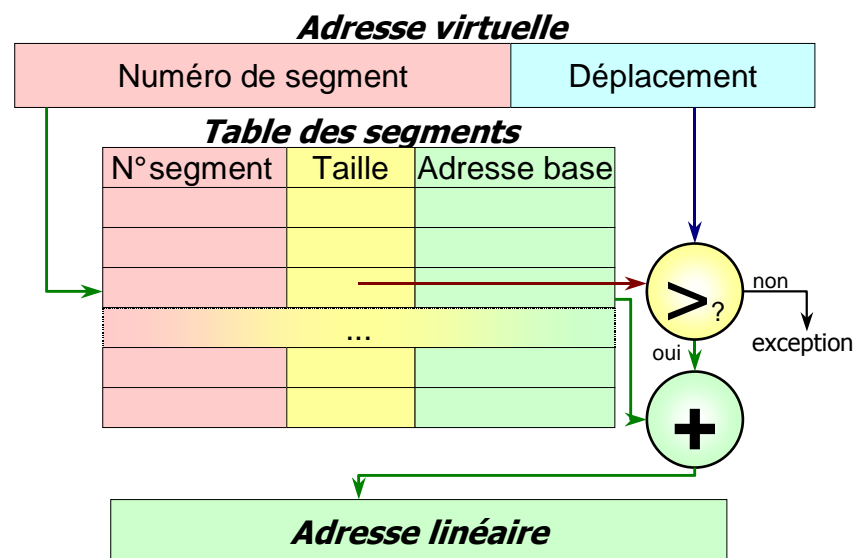 Adresse virtuelle
Numéro de segment Déplacement
Table des segments
N°segment Taille Adresse base
> ?
non
...
oui
exception
+
Adresse linéaire